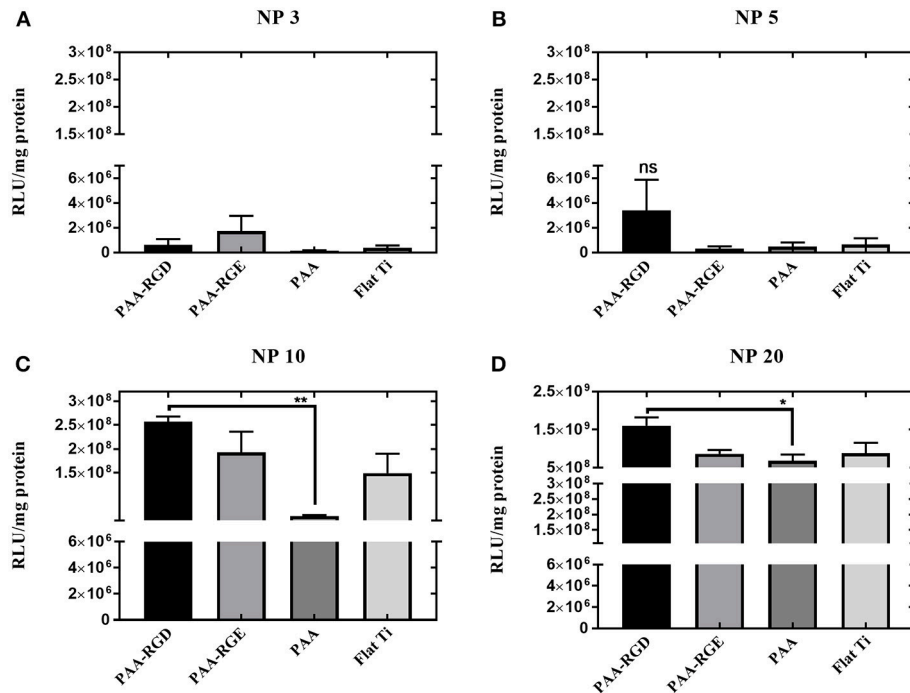 A
NP 3
RLU/mg protein
3×10⁸
2.5×10⁸
2×10⁸
1.5×10⁸
6×10⁶
4×10⁶
2×10⁶
0
PAA-RGD
PAA-RGE
PAA
Flat Ti
B
NP 5
RLU/mg protein
3×10⁸
2.5×10⁸
2×10⁸
1.5×10⁸
6×10⁶
4×10⁶
2×10⁶
0
ns
PAA-RGD
PAA-RGE
PAA
Flat Ti
C
NP 10
RLU/mg protein
3×10⁸
2.5×10⁸
2×10⁸
1.5×10⁸
6×10⁶
4×10⁶
2×10⁶
0
**
PAA-RGD
PAA-RGE
PAA
Flat Ti
D
NP 20
RLU/mg protein
2.5×10⁹
1.5×10⁹
5×10⁸
3×10⁸
2.5×10⁸
2×10⁸
1.5×10⁸
6×10⁶
4×10⁶
2×10⁶
0
*
PAA-RGD
PAA-RGE
PAA
Flat Ti